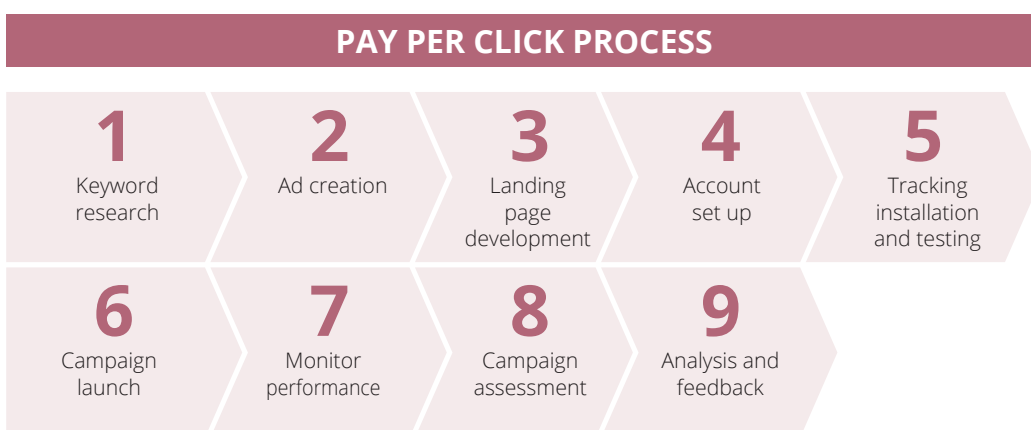 PAY PER CLICK PROCESS
1
Keyword
research
2
Ad creation
3
Landing
page
development
4
Account
set up
5
Tracking
installation
and testing
6
Campaign
launch
7
Monitor
performance
8
Campaign
assessment
9
Analysis and
feedback